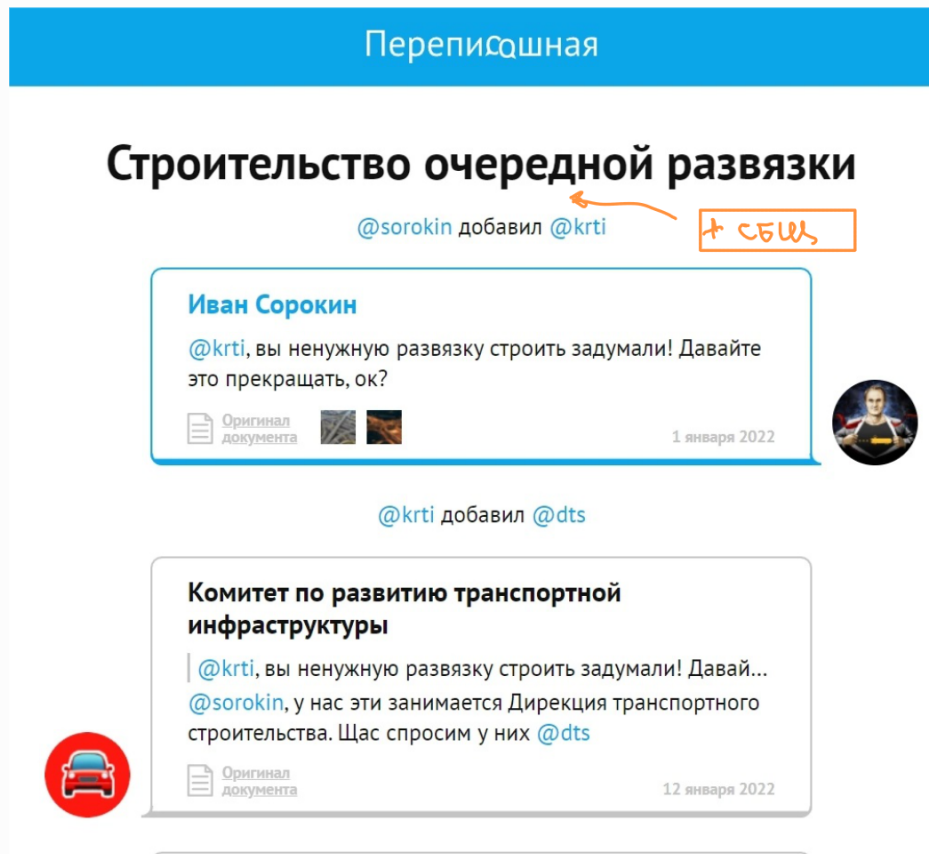 Переписошная
Строительство очередной развязки
@sorokin добавил @krti
+
Иван Сорокин
@krti, вы ненужную развязку строить задумали! Давайте
это прекращать, ок?
Оригинал
документа
1 января 2022
@krti добавил @dts
Комитет по развитию транспортной
инфраструктуры
@krti, вы ненужную развязку строить задумали! Давай...
@sorokin, у нас эти занимается Дирекция транспортного
строительства. Щас спросим у них @dts
Оригинал
документа
12 января 2022